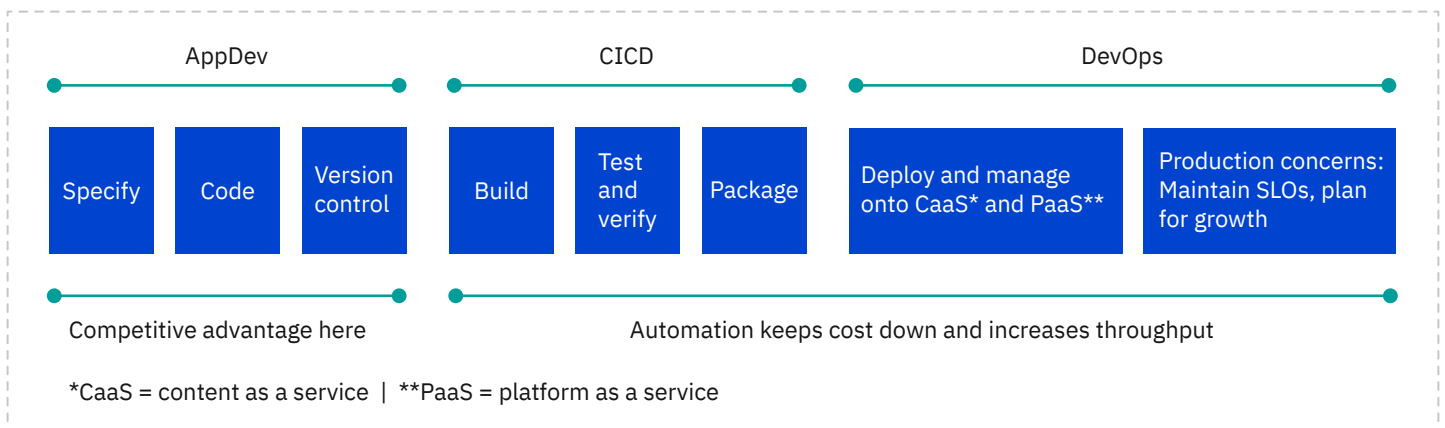 AppDev
CICD
DevOps
Specify
Code
Version
control
Build
Test
and
verify
Package
Deploy and manage
onto CaaS* and PaaS**
Production concerns:
Maintain SLOs, plan
for growth
Competitive advantage here
Automation keeps cost down and increases throughput
*CaaS = content as a service | **PaaS = platform as a service